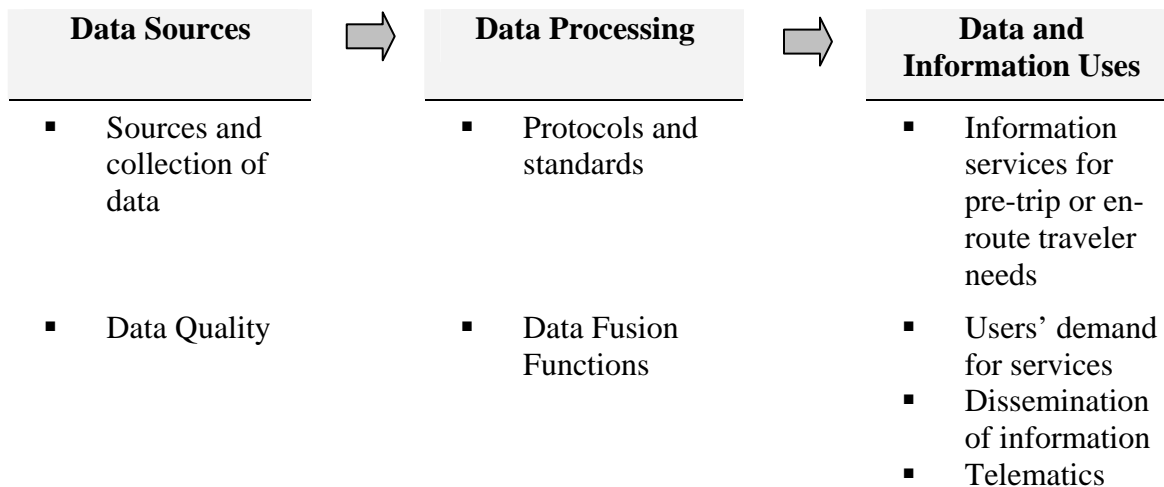 Data Sources
Data Processing
Data and
Information Uses
▪ Sources and
collection of
data
▪ Data Quality
▪ Protocols and
standards
▪ Data Fusion
Functions
▪ Information
services for
pre-trip or en-
route traveler
needs
▪ Users’ demand
for services
▪ Dissemination
of information
▪ Telematics